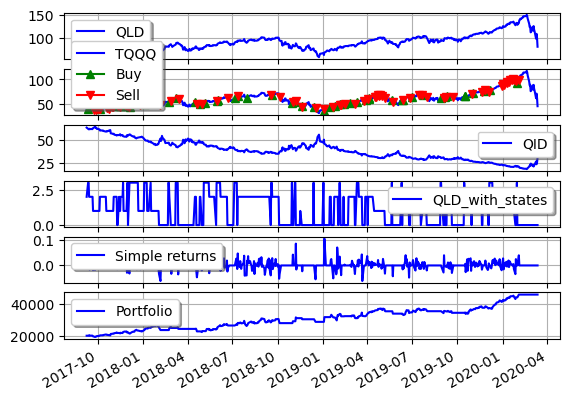 150
100
QLD
TQQQ
Buy
Sell
100
50
50
25
QID
2.5
0.0
QLD_with_states
0.1
0.0
Simple returns
40000
20000
Portfolio
2017-10
2018-01
2018-04
2018-07
2018-10
2019-01
2019-04
2019-07
2019-10
2020-01
2020-04